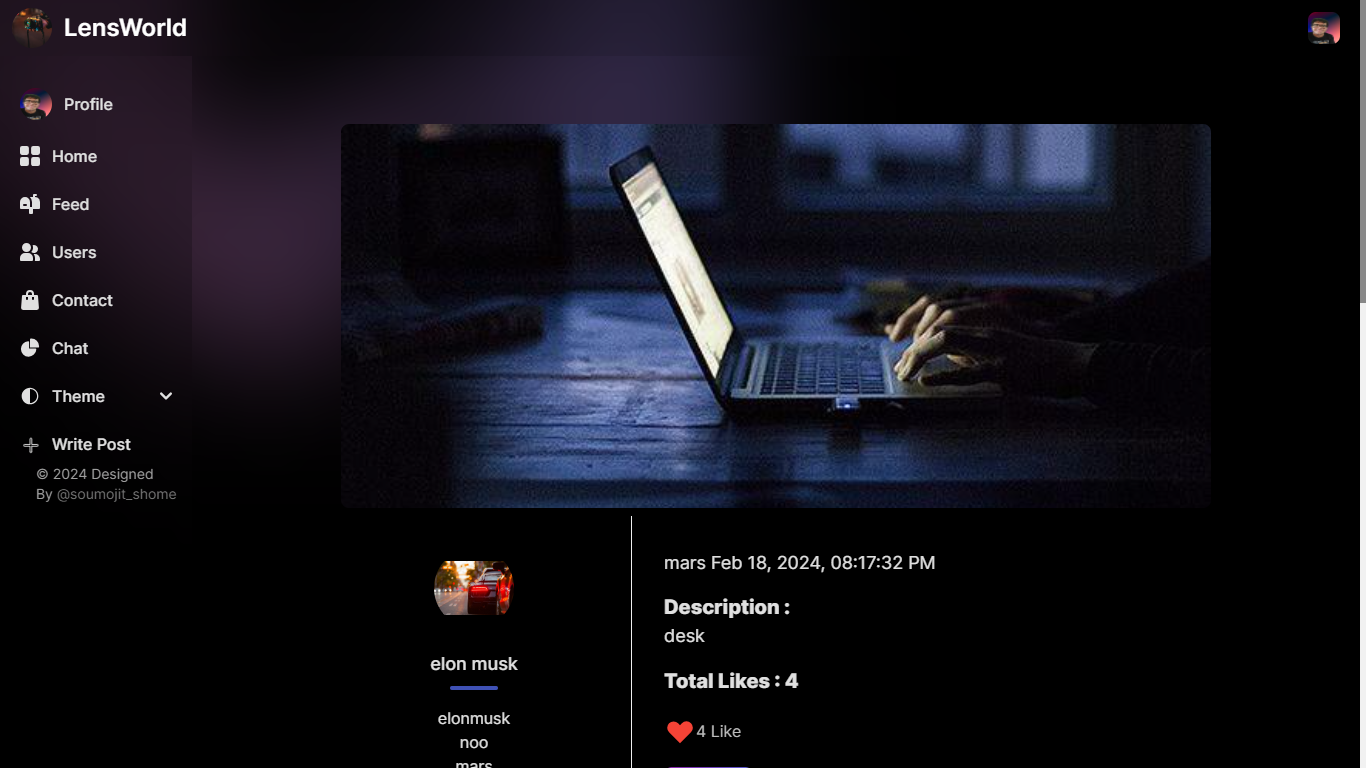 LensWorld
Profile
Home
Feed
Users
Contact
Chat
Theme
Write Post
© 2024 Designed
By @soumojit_shome
elon musk
elonmusk
noo
mars
mars Feb 18, 2024, 08:17:32 PM
Description :
desk
Total Likes : 4
4 Like